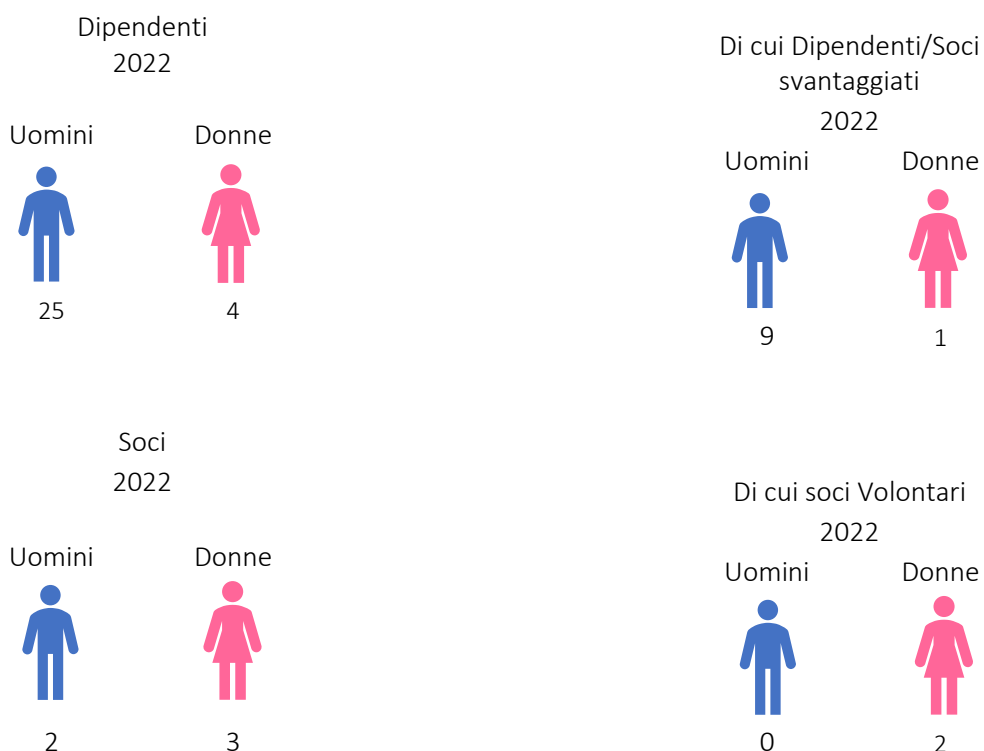 Dipendenti
2022
Uomini Donne
25 4
Di cui Dipendenti/Soci
svantaggiati
2022
Uomini Donne
9 1
Soci
2022
Uomini Donne
2 3
Di cui soci Volontari
2022
Uomini Donne
0 2